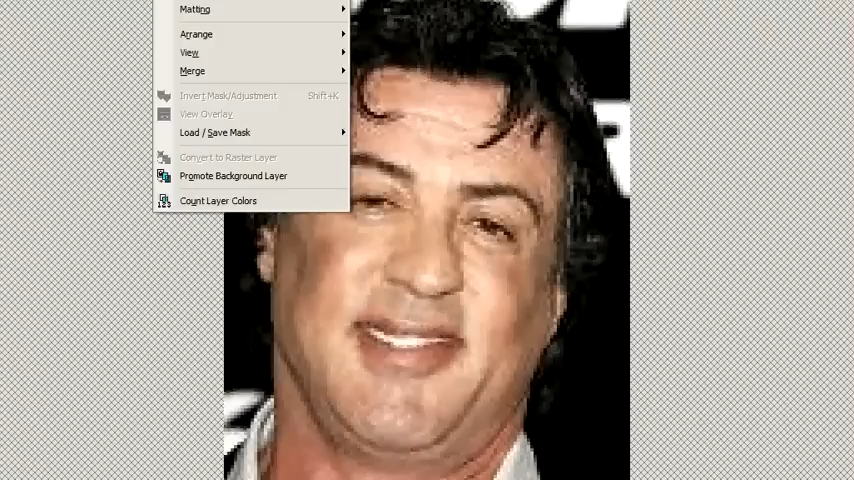 Matting
Arrange
View
Merge
Invert Mask/Adjustment Shift+K
View Overlay
Load / Save Mask
Convert to Raster Layer
Promote Background Layer
Count Layer Colors